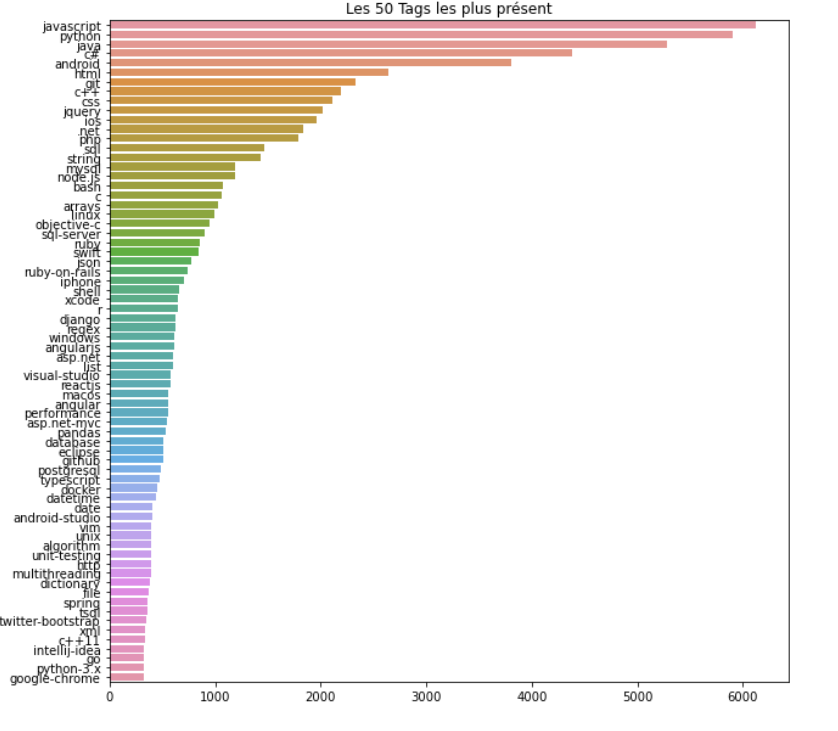 Les 50 Tags les plus présent
javascript
python
java
c#
android
html
git
c++
css
jquery
ios
.net
php
sql
string
mysql
node.js
bash
c
arrays
linux
objective-c
sql-server
ruby
swift
json
ruby-on-rails
iphone
shell
xcode
r
django
regex
windows
angularjs
asp.net
list
visual-studio
reactjs
macos
angular
performance
asp.net-mvc
pandas
database
eclipse
github
postgresql
typescript
docker
datetime
date
android-studio
vim
unix
algorithm
unit-testing
http
multithreading
dictionary
file
spring
tsql
twitter-bootstrap
xml
c++11
intellij-idea
go
python-3.x
google-chrome
0 1000 2000 3000 4000 5000 6000